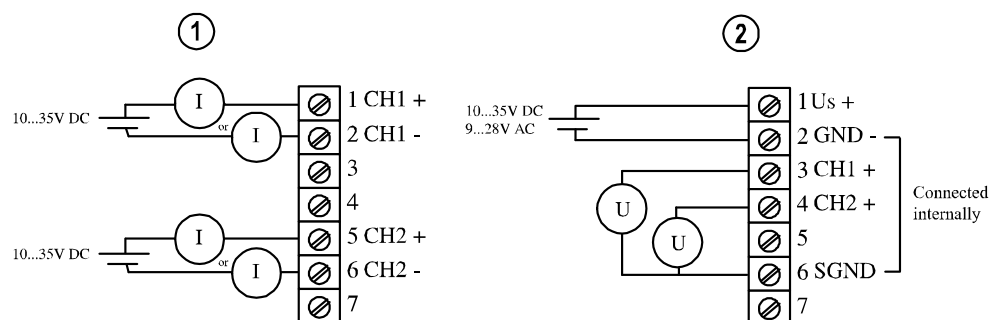 1
10...35V DC
I
or
I
1 CH1 +
2 CH1 -
3
4
10...35V DC
I
or
I
5 CH2 +
6 CH2 -
7
2
10...35V DC
9...28V AC
1 Us +
2 GND -
3 CH1 +
U
4 CH2 +
U
5
6 SGND
7
Connected
internally